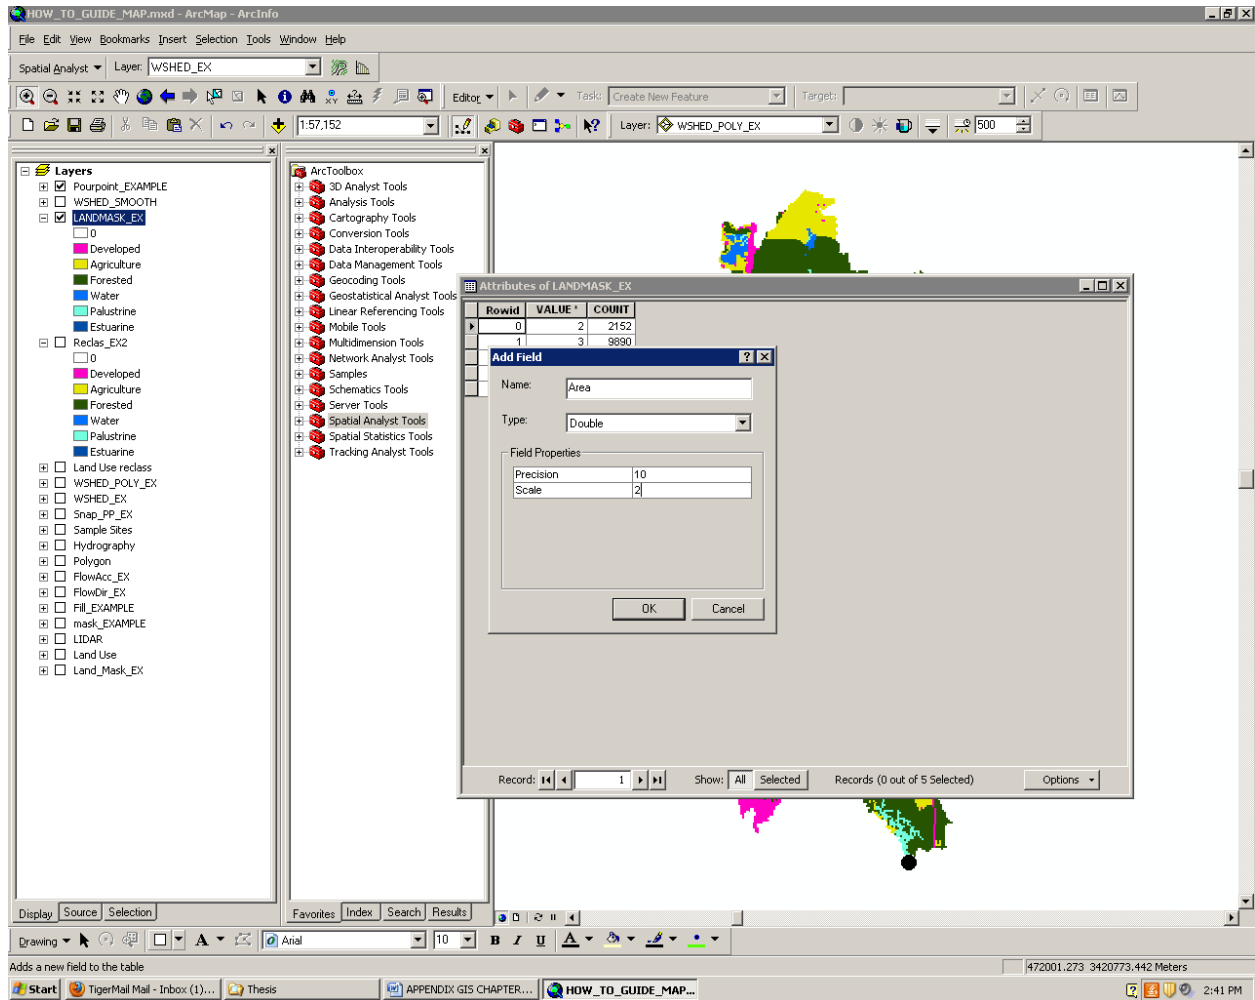 HOW_TO_GUIDE_MAP.mxd - ArcMap - ArcInfo
File Edit View Bookmarks Insert Selection Tools Window Help
Spatial Analyst Layer: WSHED_EX
Editor Task: Create New Feature Target:
1:57,152 Layer: WSHED_POLY_EX 500
Layers
Pourpoint_EXAMPLE
WSHED_SMOOTH
LANDMASK_EX
0
Developed
Agriculture
Forested
Water
Palustrine
Estuarine
Reclas_EX2
0
Developed
Agriculture
Forested
Water
Palustrine
Estuarine
Land Use reclass
WSHED_POLY_EX
WSHED_EX
Snap_PP_EX
Sample Sites
Hydrography
Polygon
FlowAcc_EX
FlowDir_EX
Fill_EXAMPLE
mask_EXAMPLE
LIDAR
Land Use
Land_Mask_EX
Display Source Selection
ArcToolbox
3D Analyst Tools
Analysis Tools
Cartography Tools
Conversion Tools
Data Interoperability Tools
Data Management Tools
Geocoding Tools
Geostatistical Analyst Tools
Linear Referencing Tools
Mobile Tools
Multidimension Tools
Network Analyst Tools
Samples
Schematics Tools
Server Tools
Spatial Analyst Tools
Spatial Statistics Tools
Tracking Analyst Tools
Favorites Index Search Results
Attributes of LANDMASK_EX
Rowid VALUE * COUNT
0 2 2152
1 3 9890
Add Field
Name: Area
Type: Double
Field Properties
Precision 10
Scale 2
OK Cancel
Record: 1 Show: All Selected Records (0 out of 5 Selected) Options
Drawing A Arial 10 B I U A
Adds a new field to the table
472001.273 3420773.442 Meters
Start TigerMail Mail - Inbox (1)... Thesis APPENDIX GIS CHAPTER... HOW_TO_GUIDE_MAP... 2:41 PM